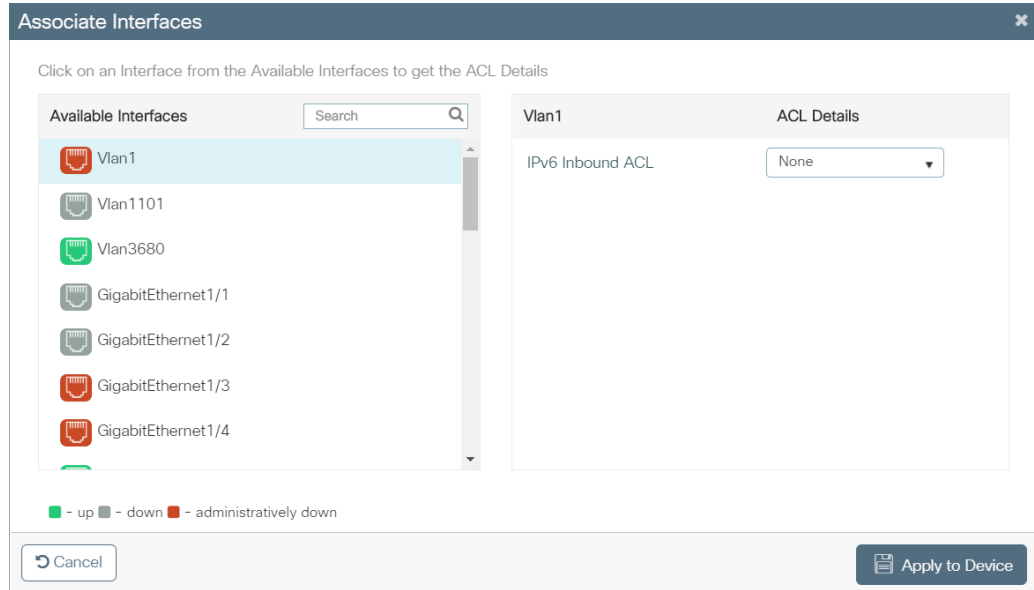 Associate Interfaces
Click on an Interface from the Available Interfaces to get the ACL Details
Available Interfaces
Search
Vlan1
Vlan1101
Vlan3680
GigabitEthernet1/1
GigabitEthernet1/2
GigabitEthernet1/3
GigabitEthernet1/4
Vlan1 ACL Details
IPv6 Inbound ACL None
- up - down - administratively down
Cancel
Apply to Device